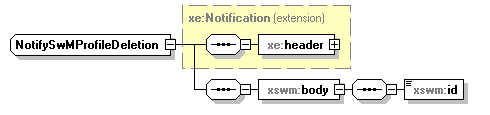 xe:Notification (extension)
NotifySwMProfileDeletion
xe:header
xswm:body
xswm:id